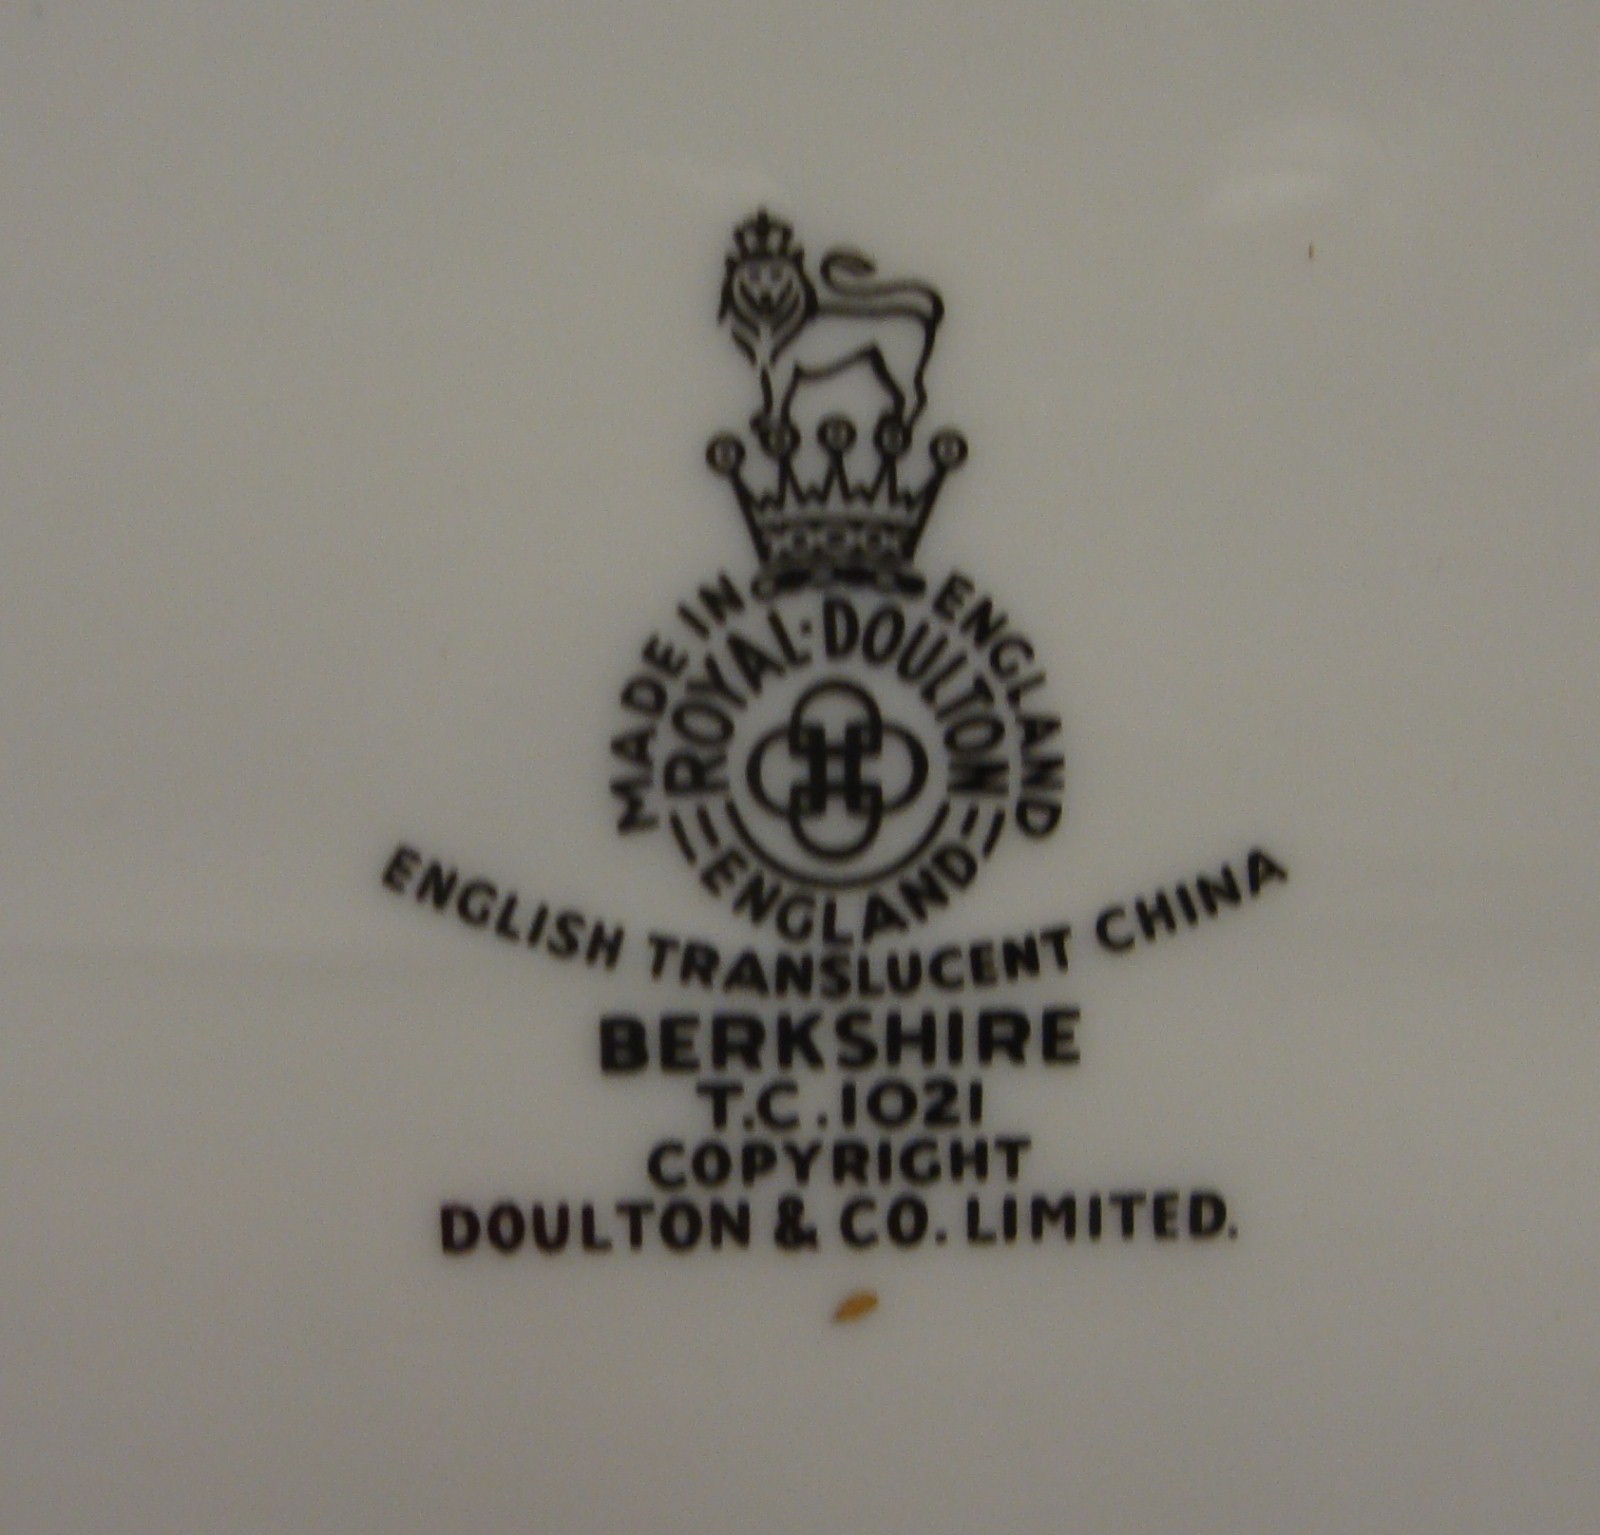 MADE IN ENGLAND
ROYAL·DOULTON
ENGLAND
ENGLISH TRANSLUCENT CHINA
BERKSHIRE
T.C.1021
COPYRIGHT
DOULTON & CO. LIMITED.